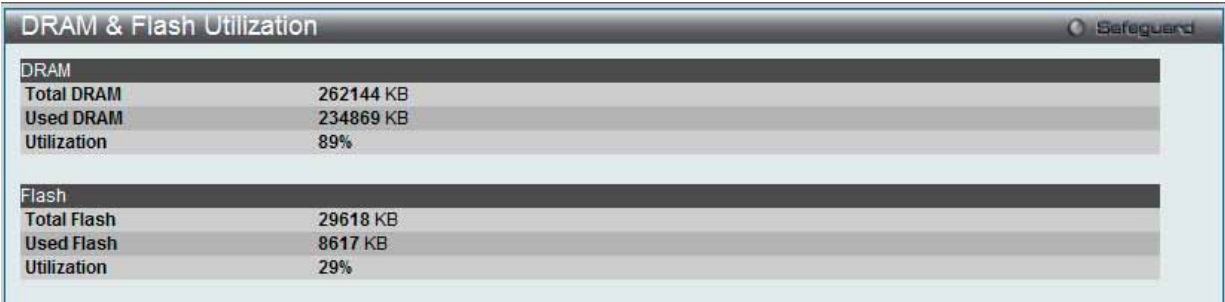 DRAM & Flash Utilization
Safeguard
DRAM
Total DRAM 262144 KB
Used DRAM 234869 KB
Utilization 89%
Flash
Total Flash 29618 KB
Used Flash 8617 KB
Utilization 29%